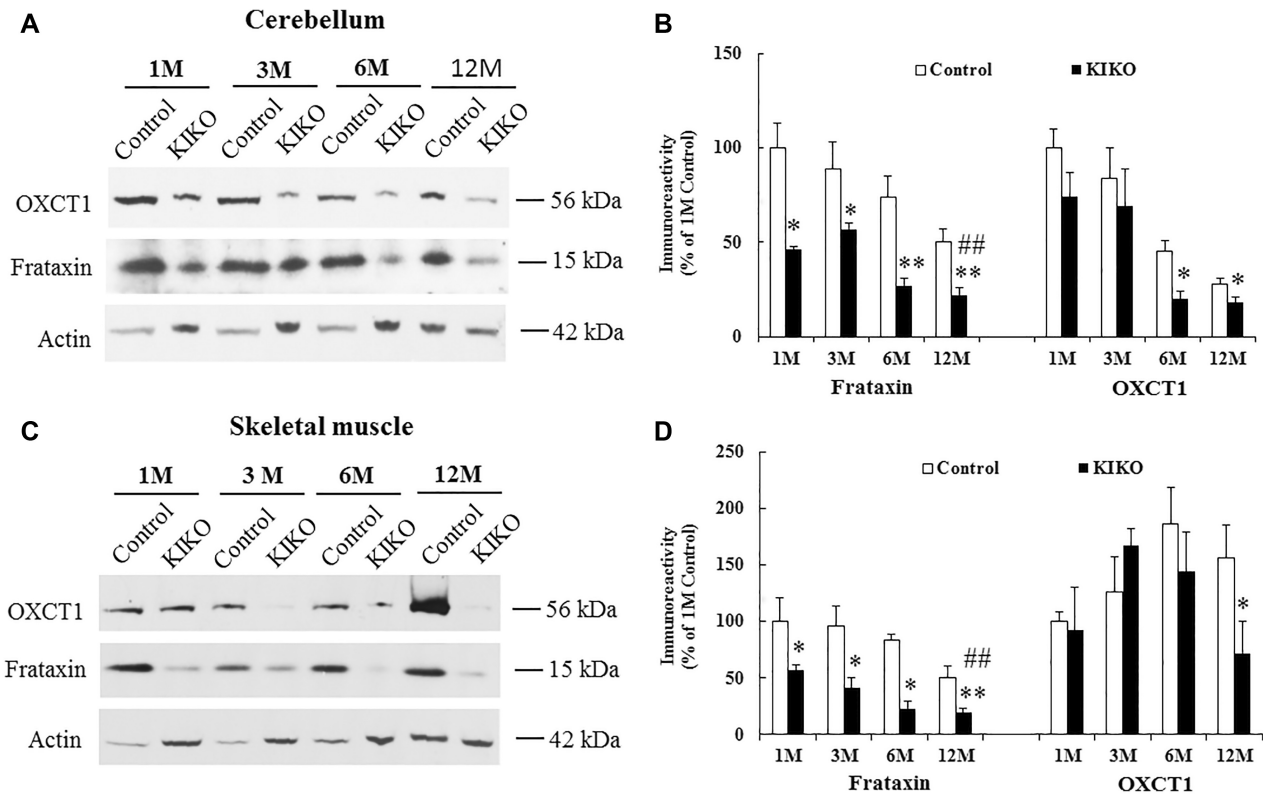 A
Cerebellum
1M 3M 6M 12M
Control KIKO Control KIKO Control KIKO Control KIKO
OXCT1 56 kDa
Frataxin 15 kDa
Actin 42 kDa
B
150
100
50
0
Immunoreactivity
(% of 1M Control)
Control KIKO
* * ** ## ** * *
1M 3M 6M 12M 1M 3M 6M 12M
Frataxin OXCT1
C
Skeletal muscle
1M 3 M 6M 12M
Control KIKO Control KIKO Control KIKO Control KIKO
OXCT1 56 kDa
Frataxin 15 kDa
Actin 42 kDa
D
250
200
150
100
50
0
Immunoreactivity
(% of 1M Control)
Control KIKO
* * * ## ** *
1M 3M 6M 12M 1M 3M 6M 12M
Frataxin OXCT1